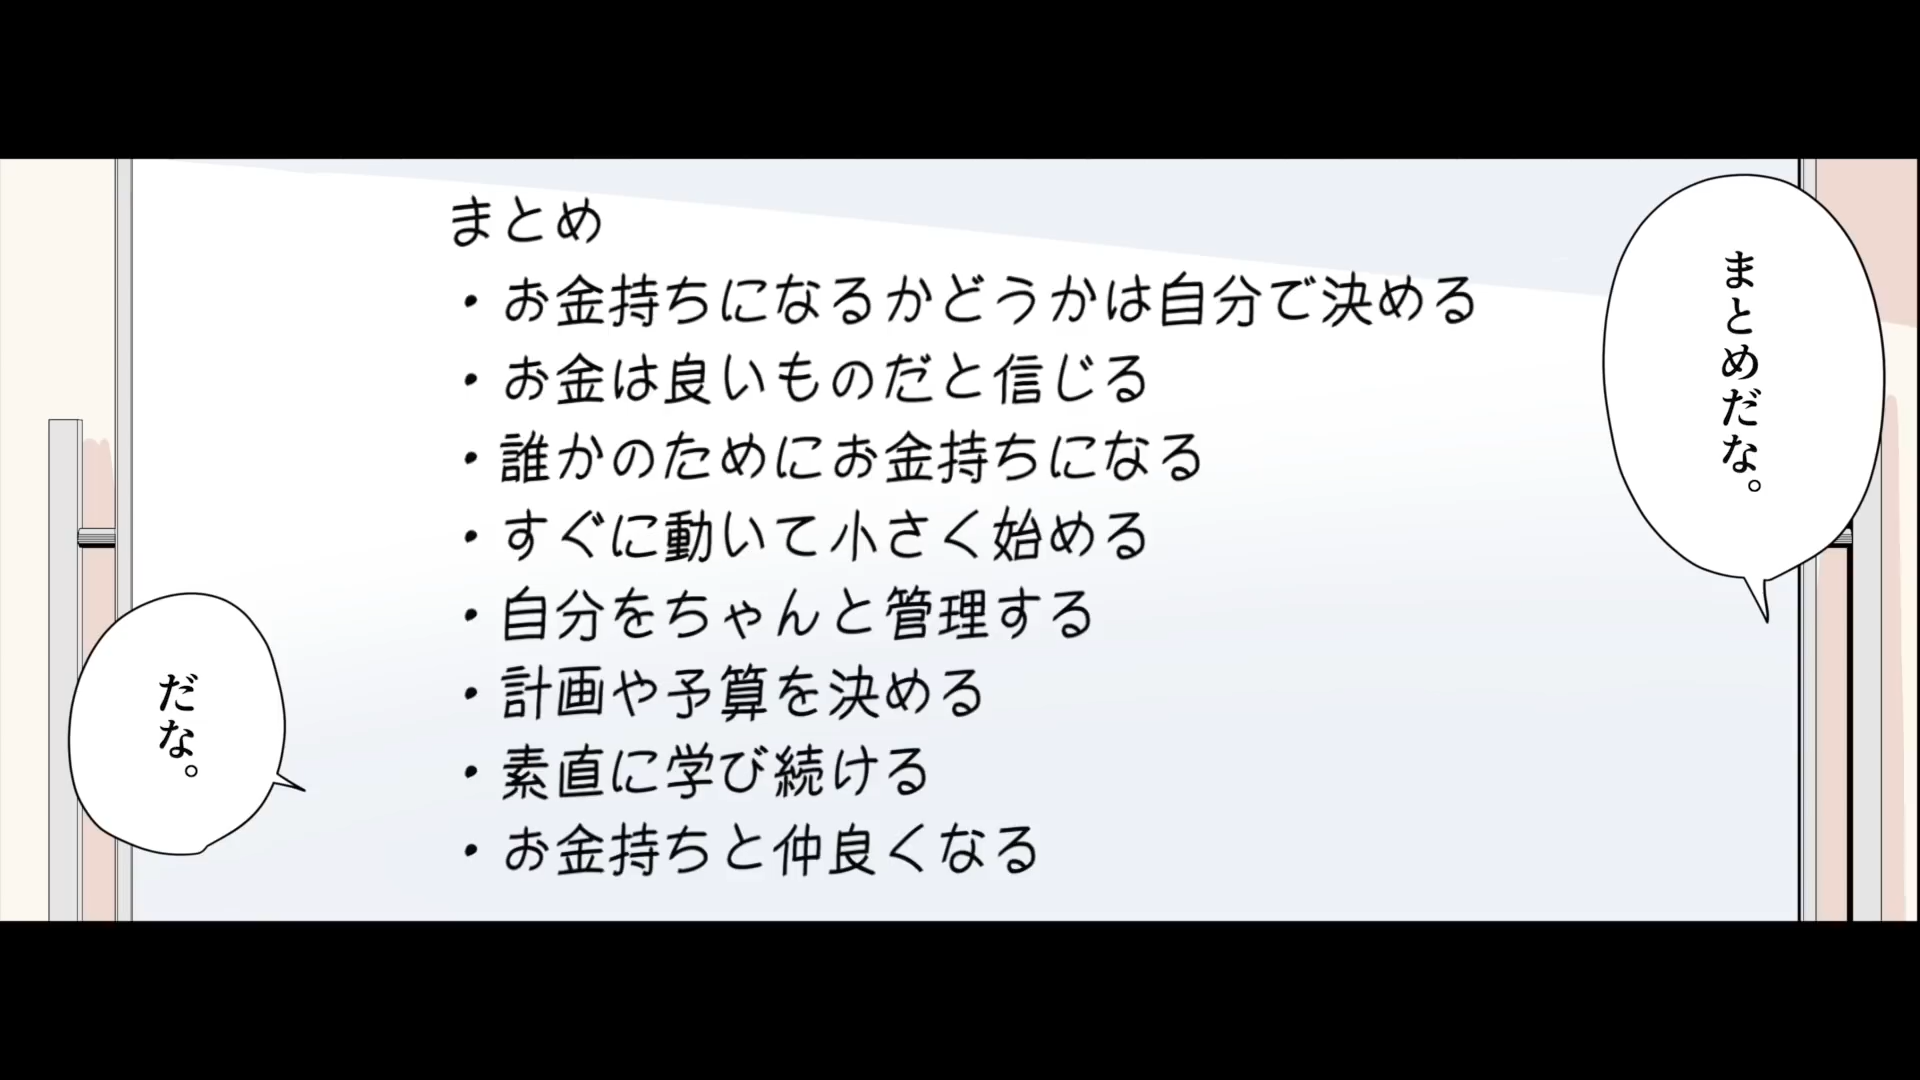 まとめ
・お金持ちになるかどうかは自分で決める
・お金は良いものだと信じる
・誰かのためにお金持ちになる
・すぐに動いて小さく始める
・自分をちゃんと管理する
・計画や予算を決める
・素直に学び続ける
・お金持ちと仲良くなる
まとめだな。
だな。